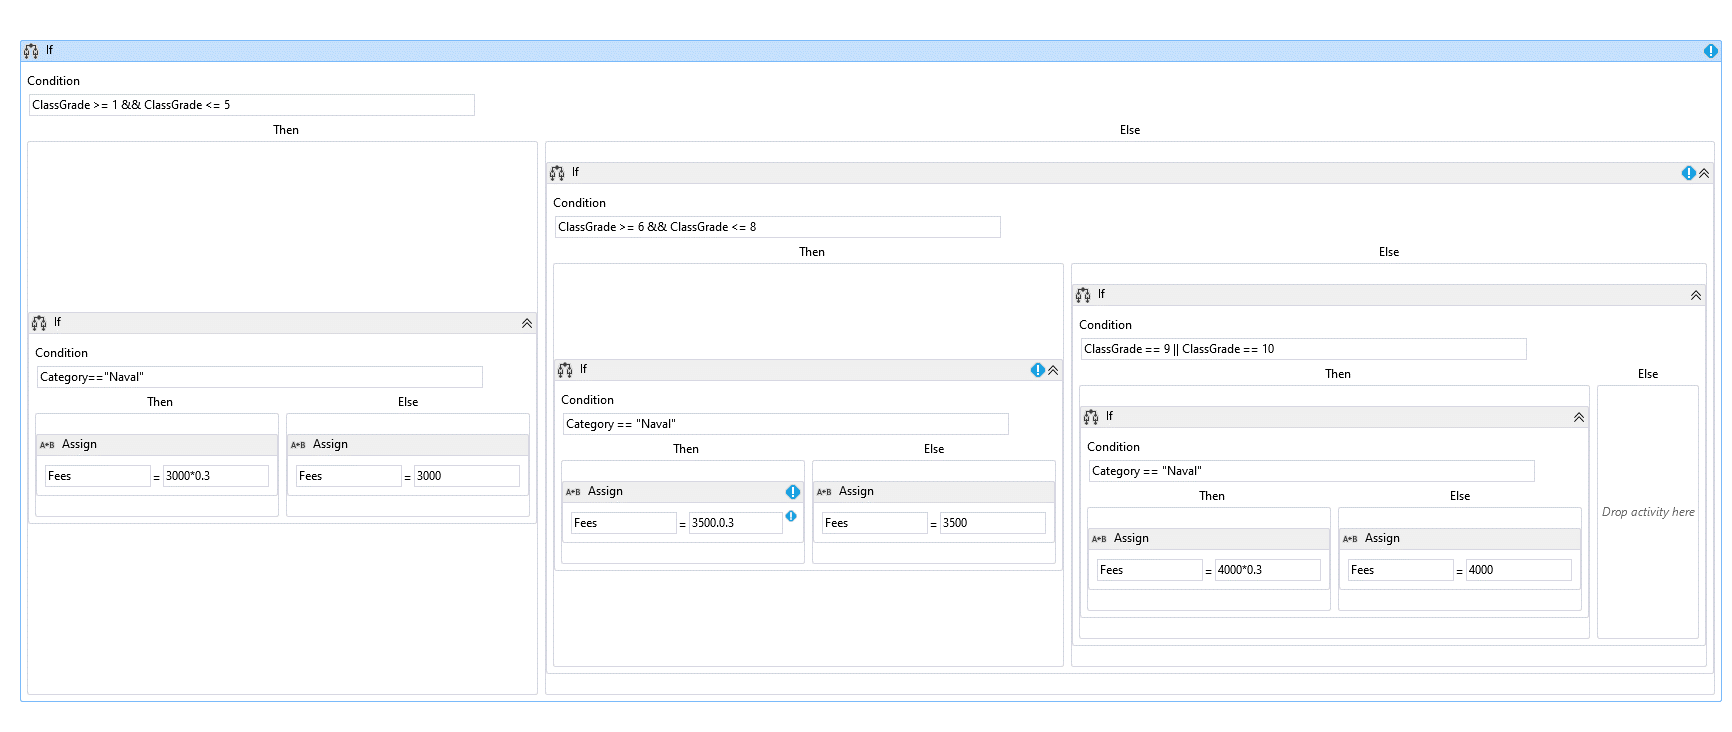 If
Condition
ClassGrade >= 1 && ClassGrade <= 5
Then
Else
If
Condition
ClassGrade >= 6 && ClassGrade <= 8
Then
Else
If
Condition
ClassGrade == 9 || ClassGrade == 10
Then
Else
If
Condition
Category=="Naval"
Then
Else
A+B Assign
Fees = 3000*0.3
A+B Assign
Fees = 3000
If
Condition
Category == "Naval"
Then
Else
A+B Assign
Fees = 3500.0.3
A+B Assign
Fees = 3500
If
Condition
Category == "Naval"
Then
Else
A+B Assign
Fees = 4000*0.3
A+B Assign
Fees = 4000
Drop activity here